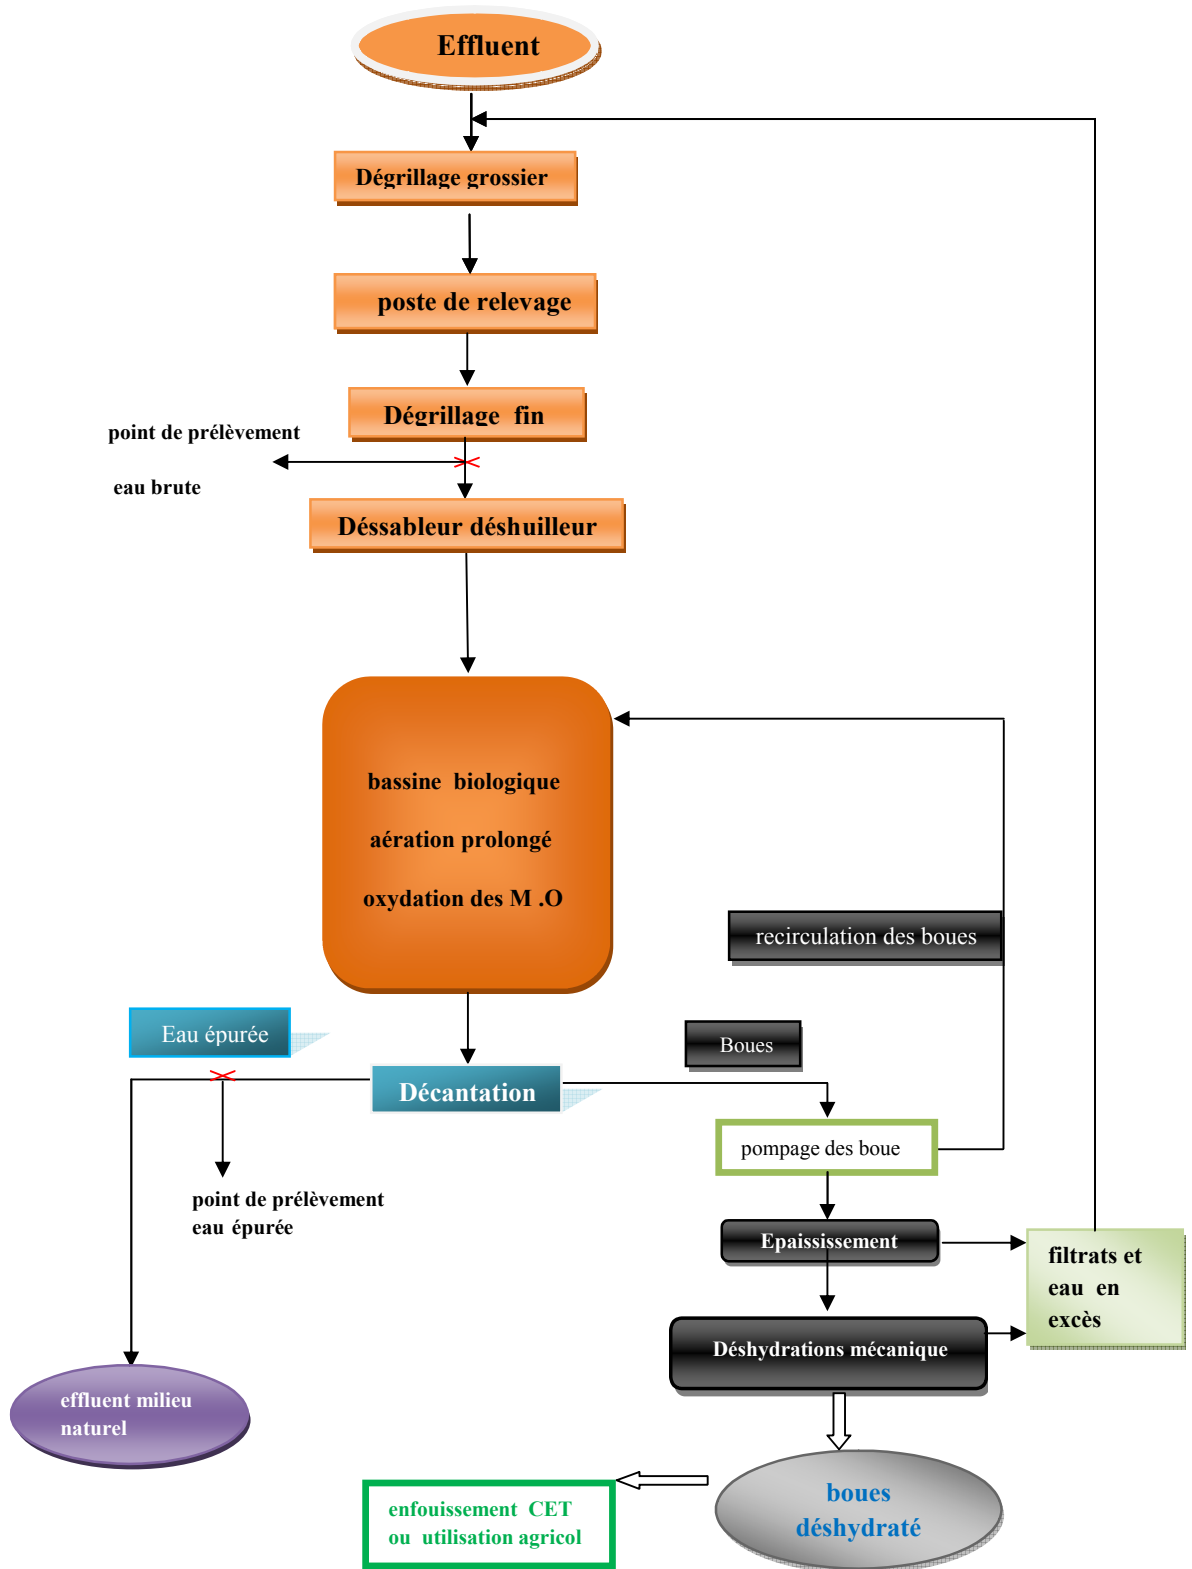 Effluent
Dégrillage grossier
poste de relevage
Dégrillage fin
point de prélèvement
eau brute
Déssableur déshuilleur
bassine biologique
aération prolongé
oxydation des M .O
recirculation des boues
Eau épurée
Boues
Décantation
pompage des boue
point de prélèvement
eau épurée
Epaississement
filtrats et
eau en
excès
Déshydrations mécanique
effluent milieu
naturel
boues
déshydraté
enfouissement CET
ou utilisation agricol